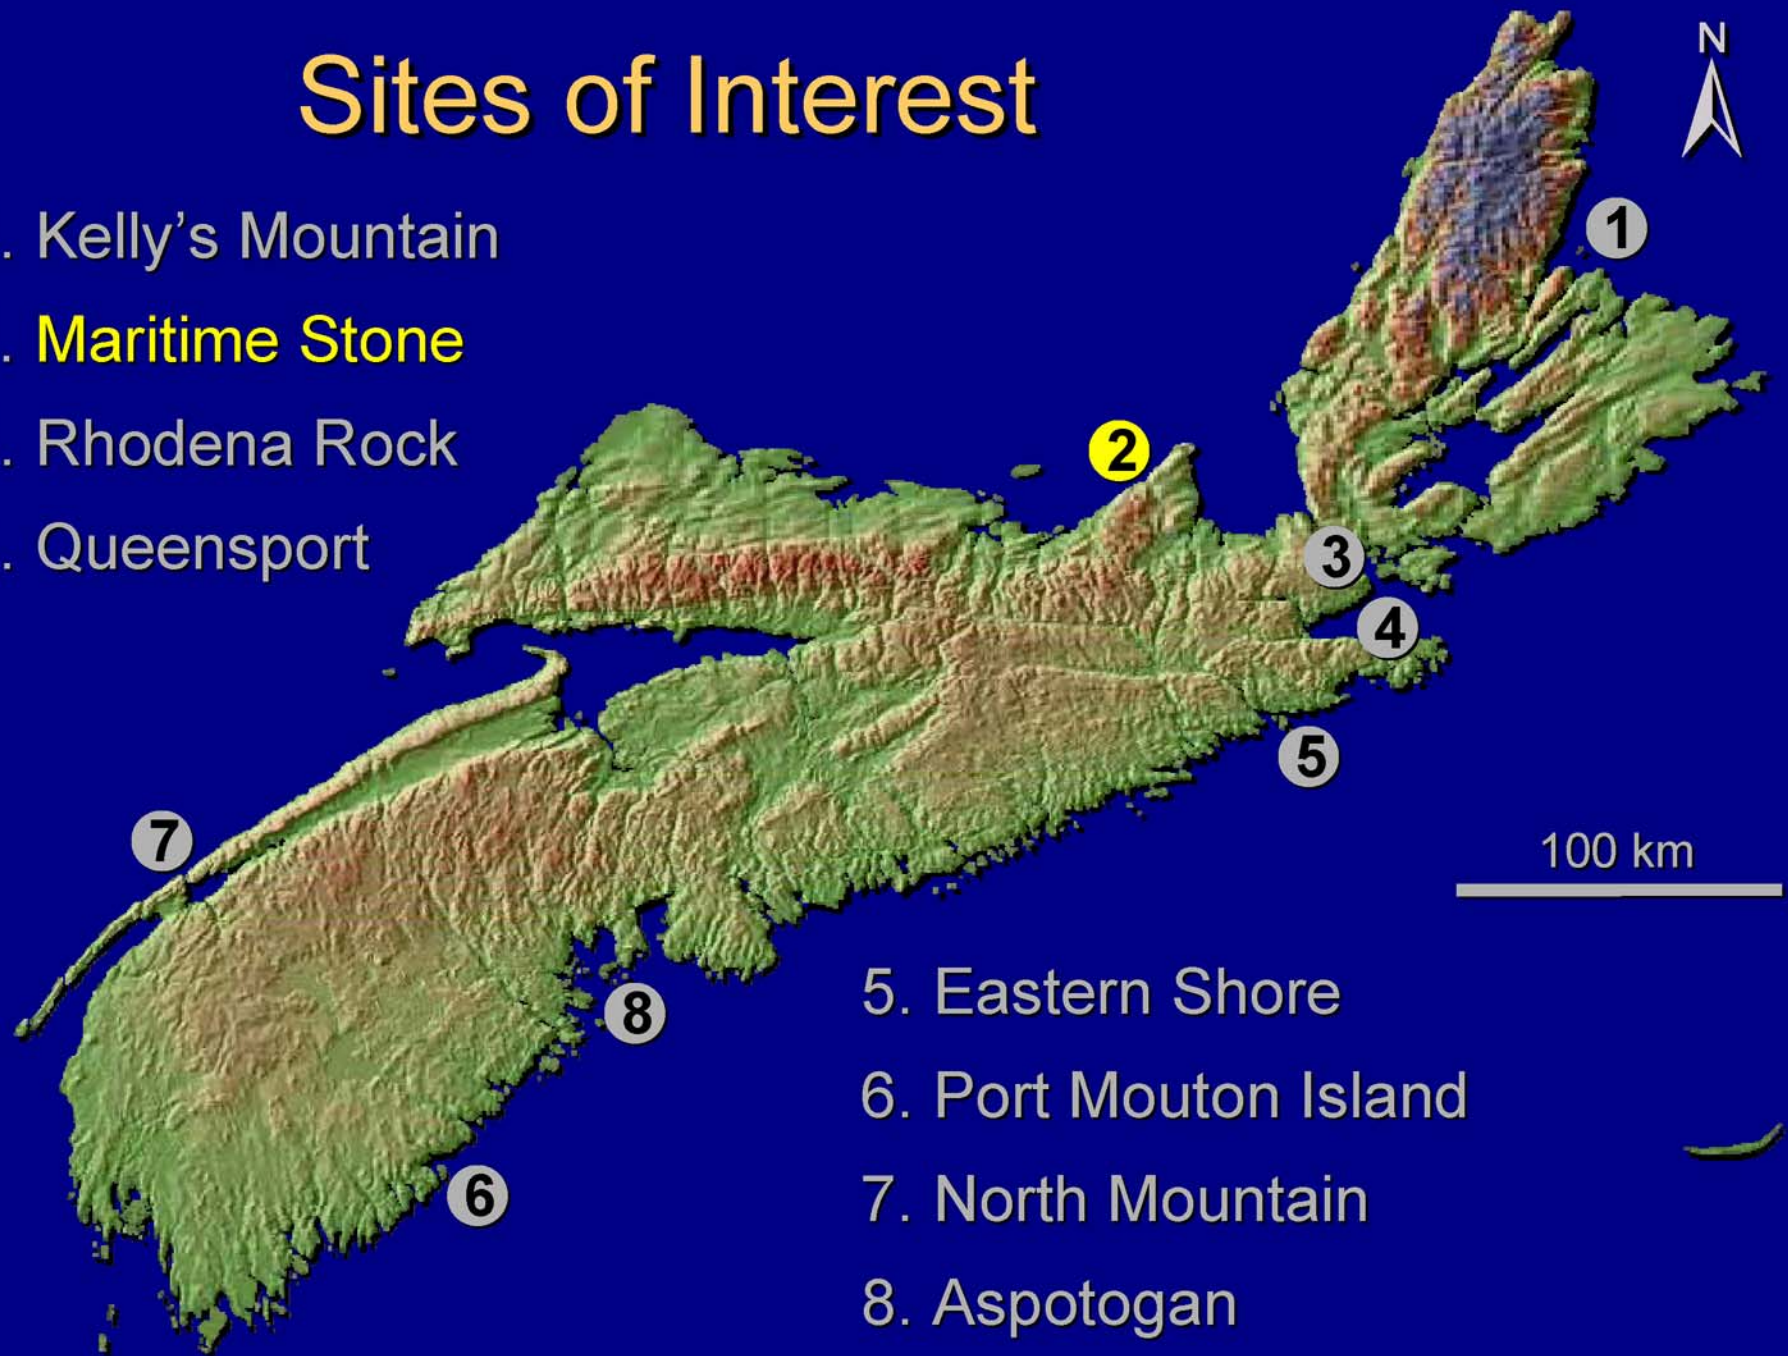 Sites of Interest
N
. Kelly’s Mountain
. Maritime Stone
. Rhodena Rock
. Queensport
1
2
3
4
5
7
100 km
8
6
5. Eastern Shore
6. Port Mouton Island
7. North Mountain
8. Aspotogan